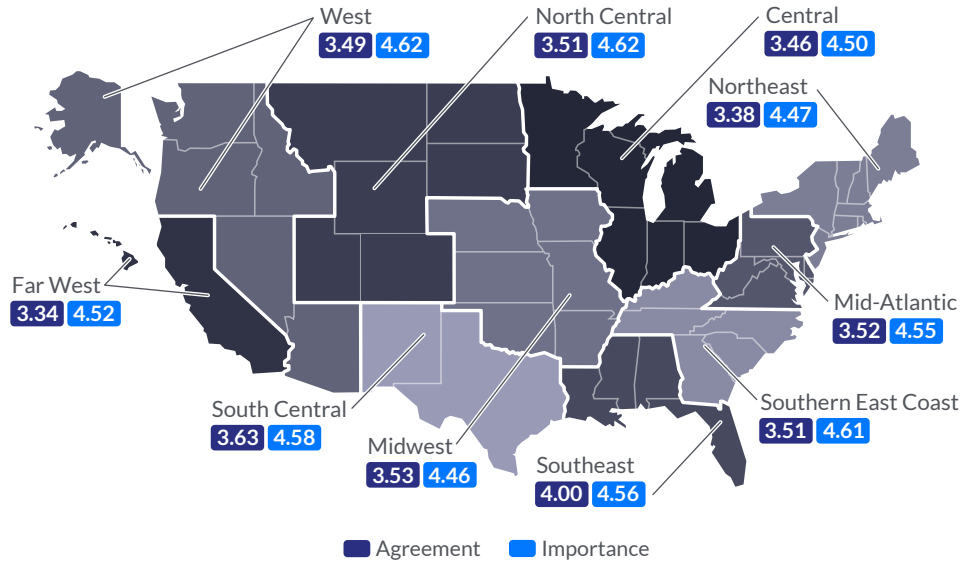 West
3.49 4.62
North Central
3.51 4.62
Central
3.46 4.50
Northeast
3.38 4.47
Far West
3.34 4.52
Mid-Atlantic
3.52 4.55
South Central
3.63 4.58
Midwest
3.53 4.46
Southern East Coast
3.51 4.61
Southeast
4.00 4.56
Agreement Importance